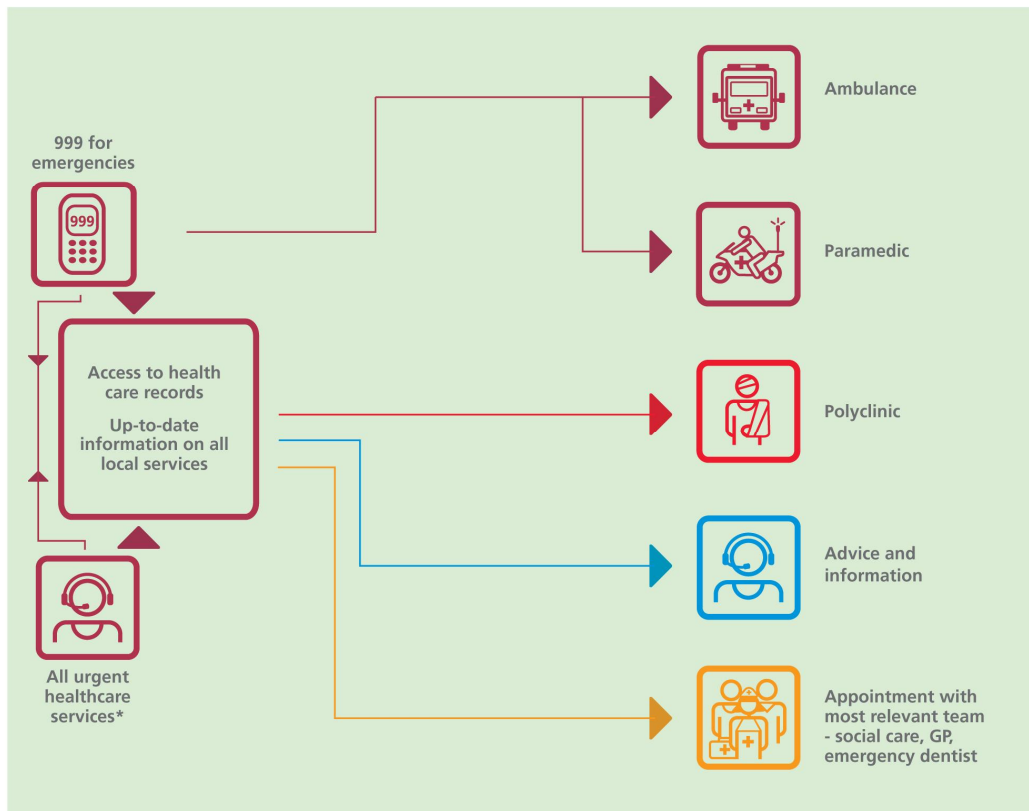 999 for
emergencies
999
Access to health
care records
Up-to-date
information on all
local services
All urgent
healthcare
services*
Ambulance
Paramedic
Polyclinic
Advice and
information
Appointment with
most relevant team
- social care, GP,
emergency dentist